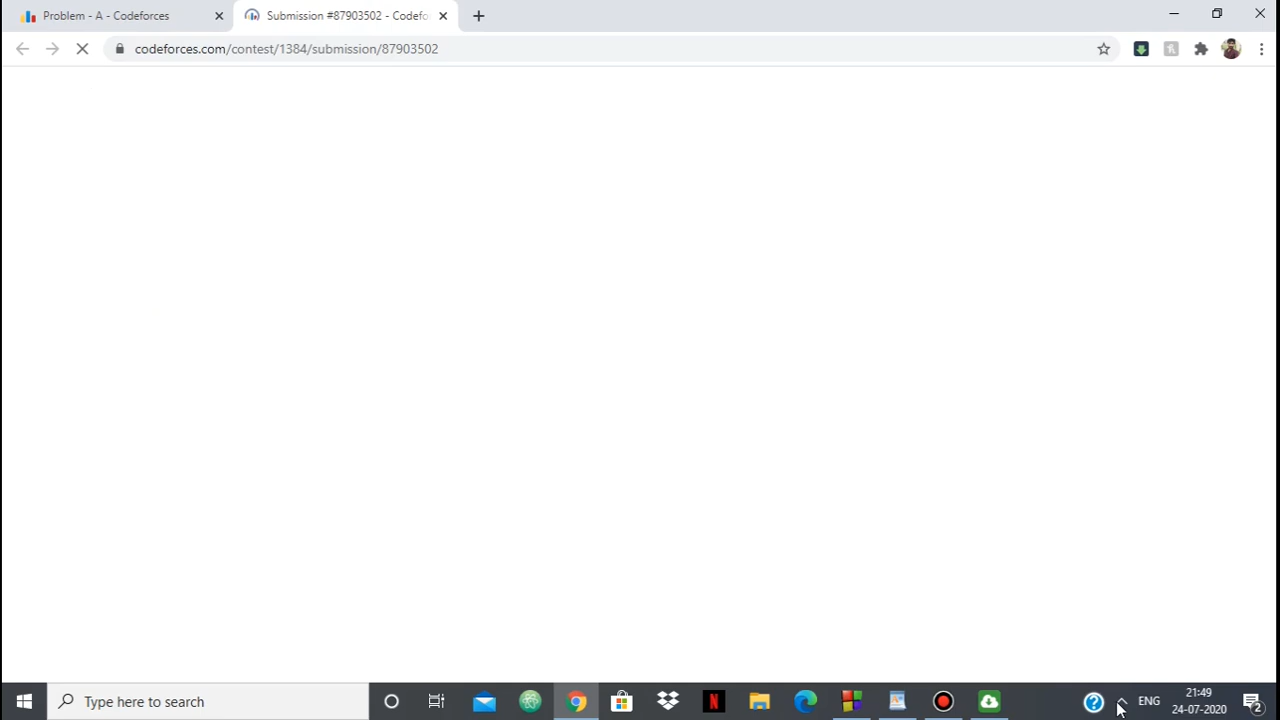 Problem - A - Codeforces
Submission #87903502 - Codefo
codeforces.com/contest/1384/submission/87903502
Type here to search
ENG
21:49
24-07-2020
2